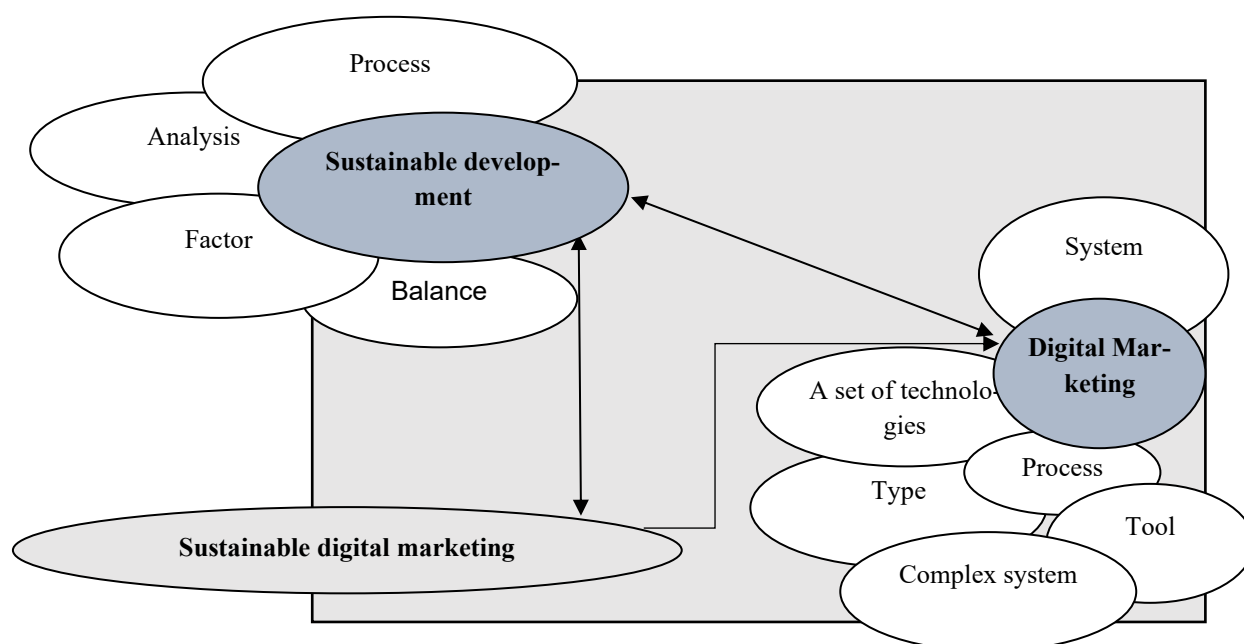 Process
Analysis
Sustainable develop-
ment
Factor
Balance
System
Digital Mar-
keting
A set of technolo-
gies
Process
Type
Tool
Sustainable digital marketing
Complex system